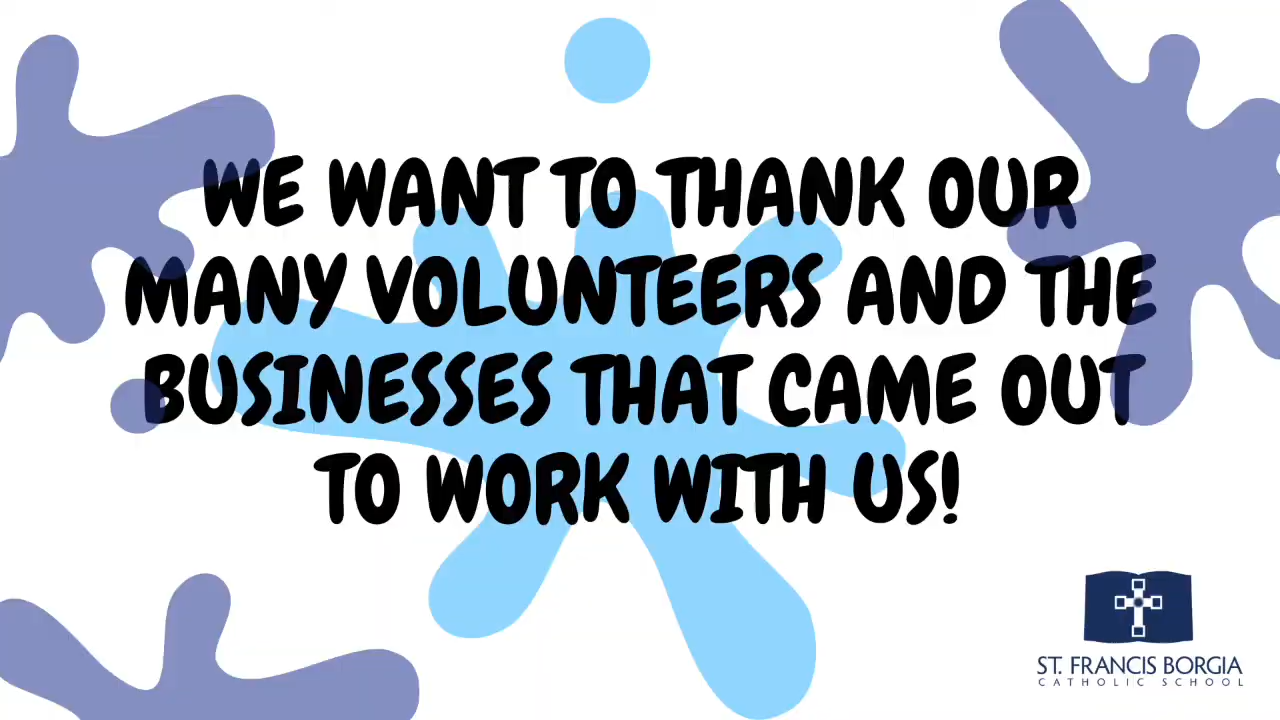 WE WANT TO THANK OUR
MANY VOLUNTEERS AND THE
BUSINESSES THAT CAME OUT
TO WORK WITH US!
ST. FRANCIS BORGIA
CATHOLIC SCHOOL